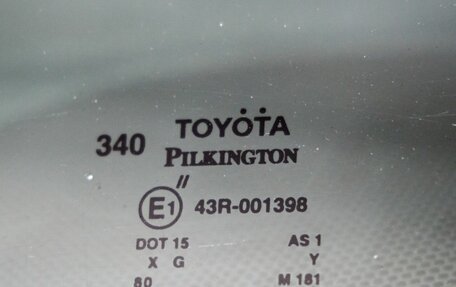 TOYOTA
340 PILKINGTON
//
E1 43R-001398
DOT 15 AS 1
X G Y
80 M 181